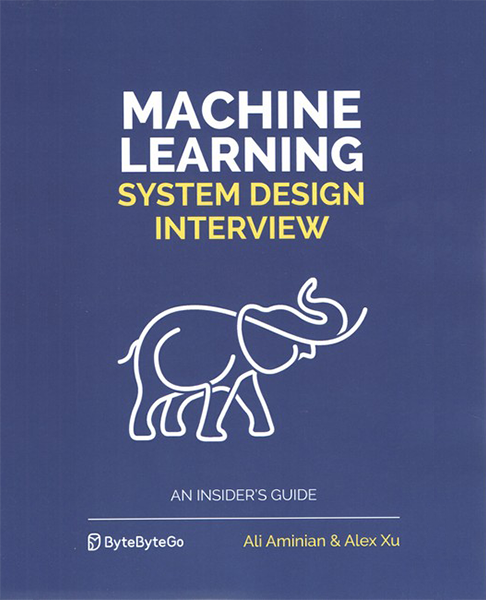 MACHINE
LEARNING
SYSTEM DESIGN
INTERVIEW
AN INSIDER'S GUIDE
ByteByteGo
Ali Aminian & Alex Xu